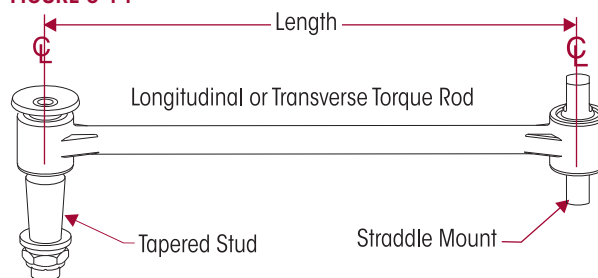 Length
℄ ℄
Longitudinal or Transverse Torque Rod
Tapered Stud
Straddle Mount